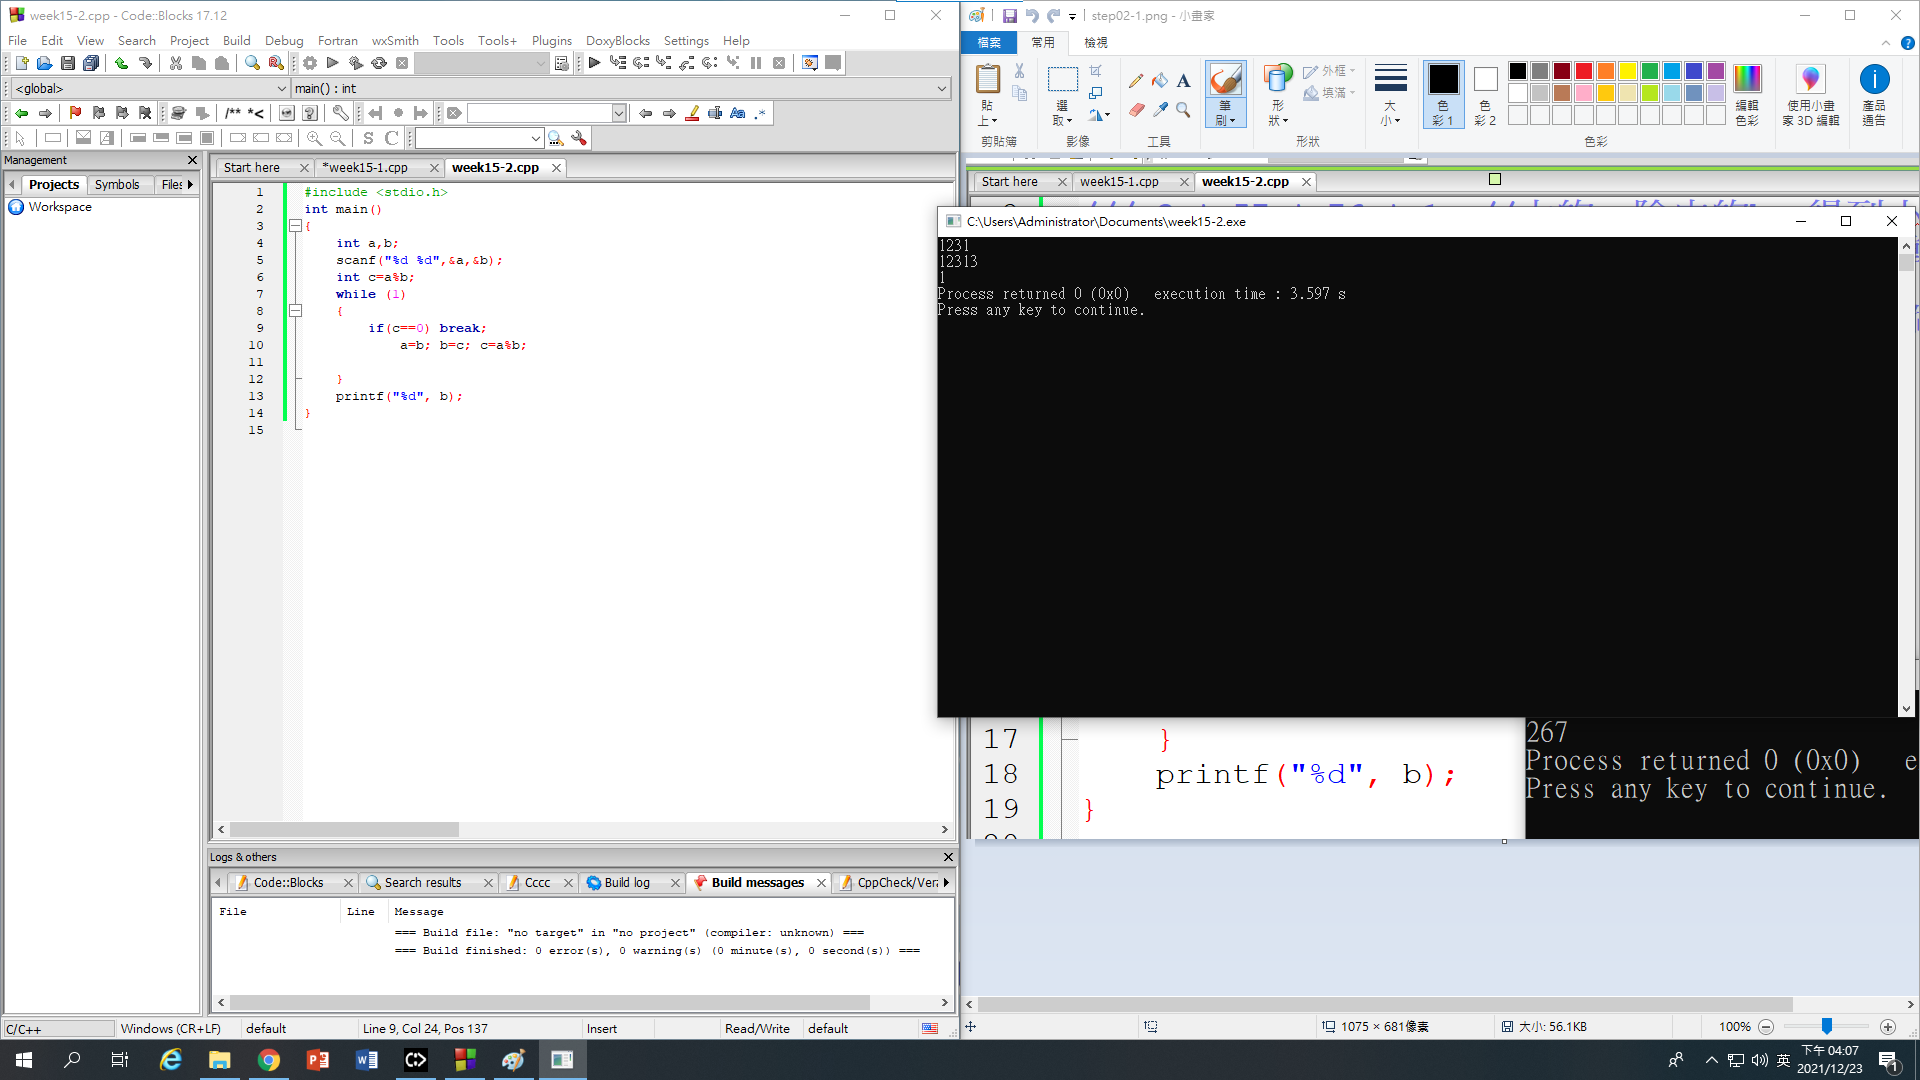 week15-2.cpp - Code::Blocks 17.12
File Edit View Search Project Build Debug Fortran wxSmith Tools Tools+ Plugins DoxyBlocks Settings Help
<global> main() : int
/** *<
S C
Management
Projects Symbols Files
Workspace
Start here *week15-1.cpp week15-2.cpp
1 #include <stdio.h>
2 int main()
3 {
4 int a,b;
5 scanf("%d %d",&a,&b);
6 int c=a%b;
7 while (1)
8 {
9 if(c==0) break;
10 a=b; b=c; c=a%b;
11
12 }
13 printf("%d", b);
14 }
15
Logs & others
Code::Blocks Search results Cccc Build log Build messages CppCheck/Vera
File Line Message
=== Build file: "no target" in "no project" (compiler: unknown) ===
=== Build finished: 0 error(s), 0 warning(s) (0 minute(s), 0 second(s)) ===
C/C++ Windows (CR+LF) default Line 9, Col 24, Pos 137 Insert Read/Write default
step02-1.png - 小畫家
檔案 常用 檢視
貼上 剪貼簿
選取 影像
A 工具
筆刷
形狀 外框 填滿 形狀
大小
色彩 1 色彩 2 編輯色彩 色彩
使用小畫家 3D 編輯
產品通告
Start here week15-1.cpp week15-2.cpp
C:\Users\Administrator\Documents\week15-2.exe
1231
12313
1
Process returned 0 (0x0) execution time : 3.597 s
Press any key to continue.
17 }
18 printf("%d", b);
19 }
267
Process returned 0 (0x0) e
Press any key to continue.
1075 × 681像素 大小: 56.1KB 100%
英 下午 04:07
2021/12/23
1